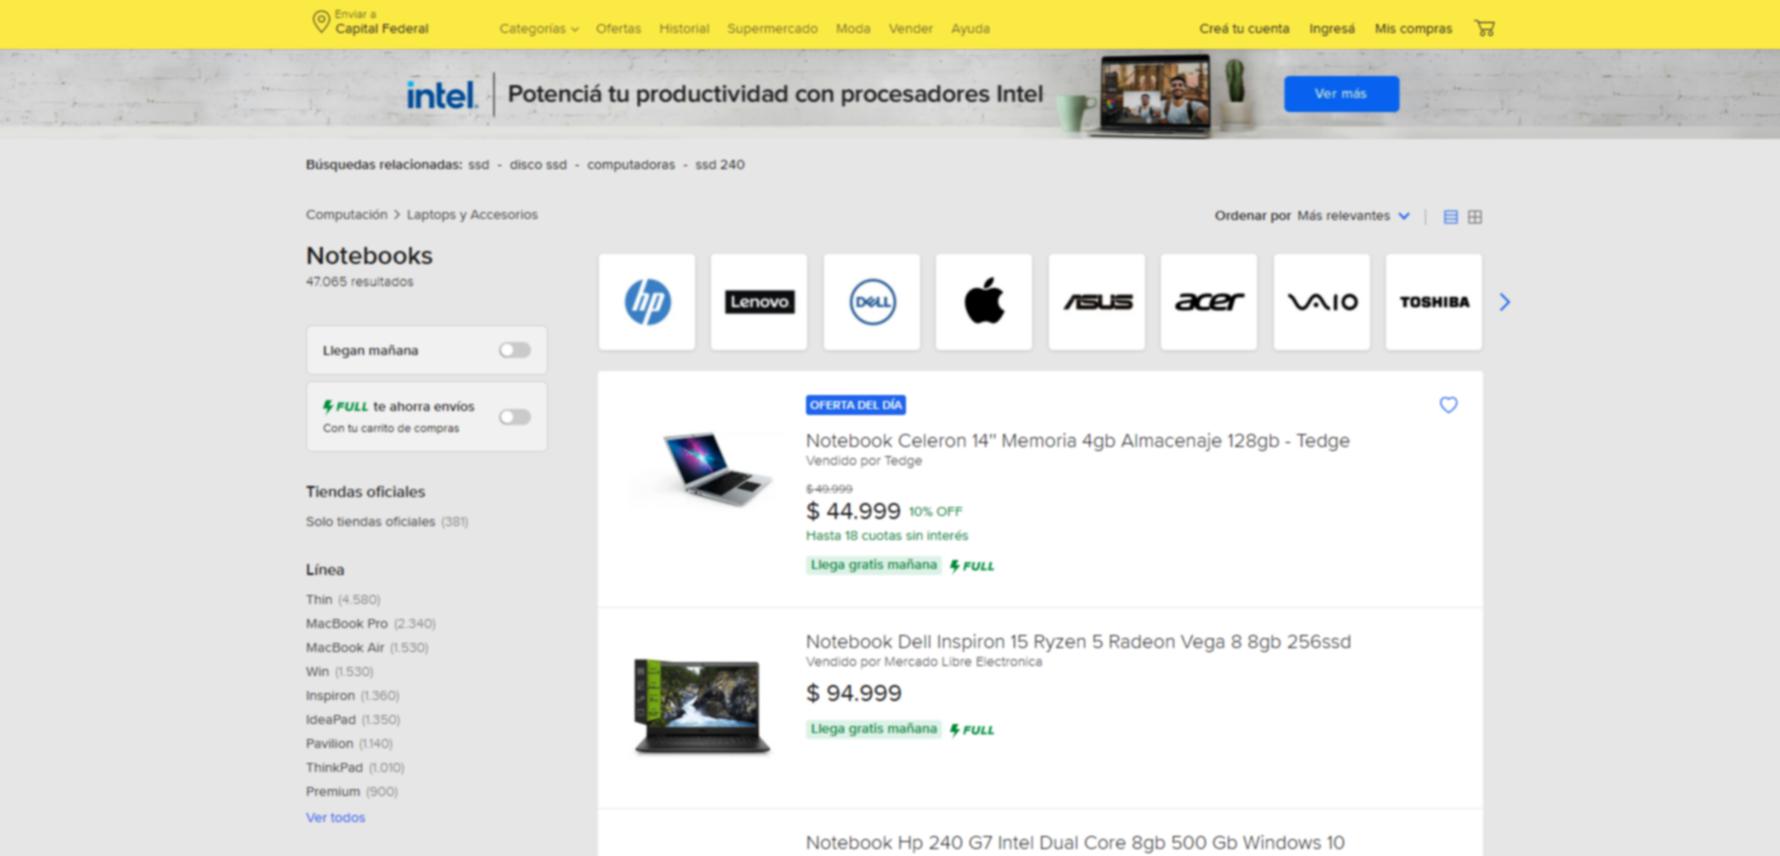 Enviar a
Capital Federal
Categorías Ofertas Historial Supermercado Moda Vender Ayuda
Creá tu cuenta Ingresá Mis compras
intel. Potenciá tu productividad con procesadores Intel
Ver más
Búsquedas relacionadas: ssd - disco ssd - computadoras - ssd 240
Computación > Laptops y Accesorios
Ordenar por Más relevantes
Notebooks
47.065 resultados
hp Lenovo DELL ASUS acer VAIO TOSHIBA
Llegan mañana
FULL te ahorra envíos
Con tu carrito de compras
Tiendas oficiales
Solo tiendas oficiales (381)
Línea
Thin (4.580)
MacBook Pro (2.340)
MacBook Air (1.530)
Win (1.530)
Inspiron (1.360)
IdeaPad (1.350)
Pavilion (1.140)
ThinkPad (1.010)
Premium (900)
Ver todos
OFERTA DEL DÍA
Notebook Celeron 14" Memoria 4gb Almacenaje 128gb - Tedge
Vendido por Tedge
$ 49.999
$ 44.999 10% OFF
Hasta 18 cuotas sin interés
Llega gratis mañana FULL
Notebook Dell Inspiron 15 Ryzen 5 Radeon Vega 8 8gb 256ssd
Vendido por Mercado Libre Electronica
$ 94.999
Llega gratis mañana FULL
Notebook Hp 240 G7 Intel Dual Core 8gb 500 Gb Windows 10